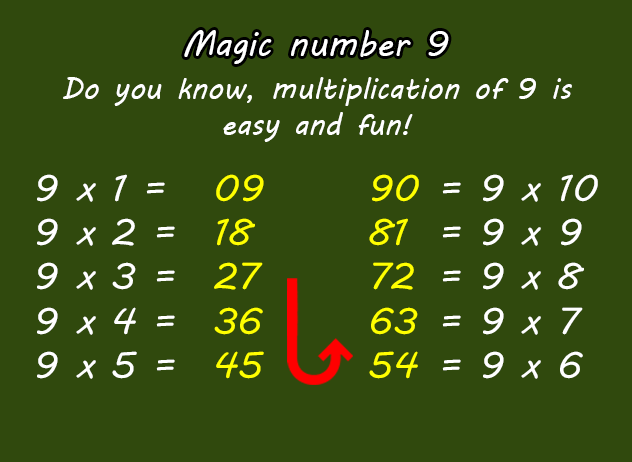 Magic number 9
Do you know, multiplication of 9 is
easy and fun!
9 x 1 = 09 90 = 9 x 10
9 x 2 = 18 81 = 9 x 9
9 x 3 = 27 72 = 9 x 8
9 x 4 = 36 63 = 9 x 7
9 x 5 = 45 54 = 9 x 6